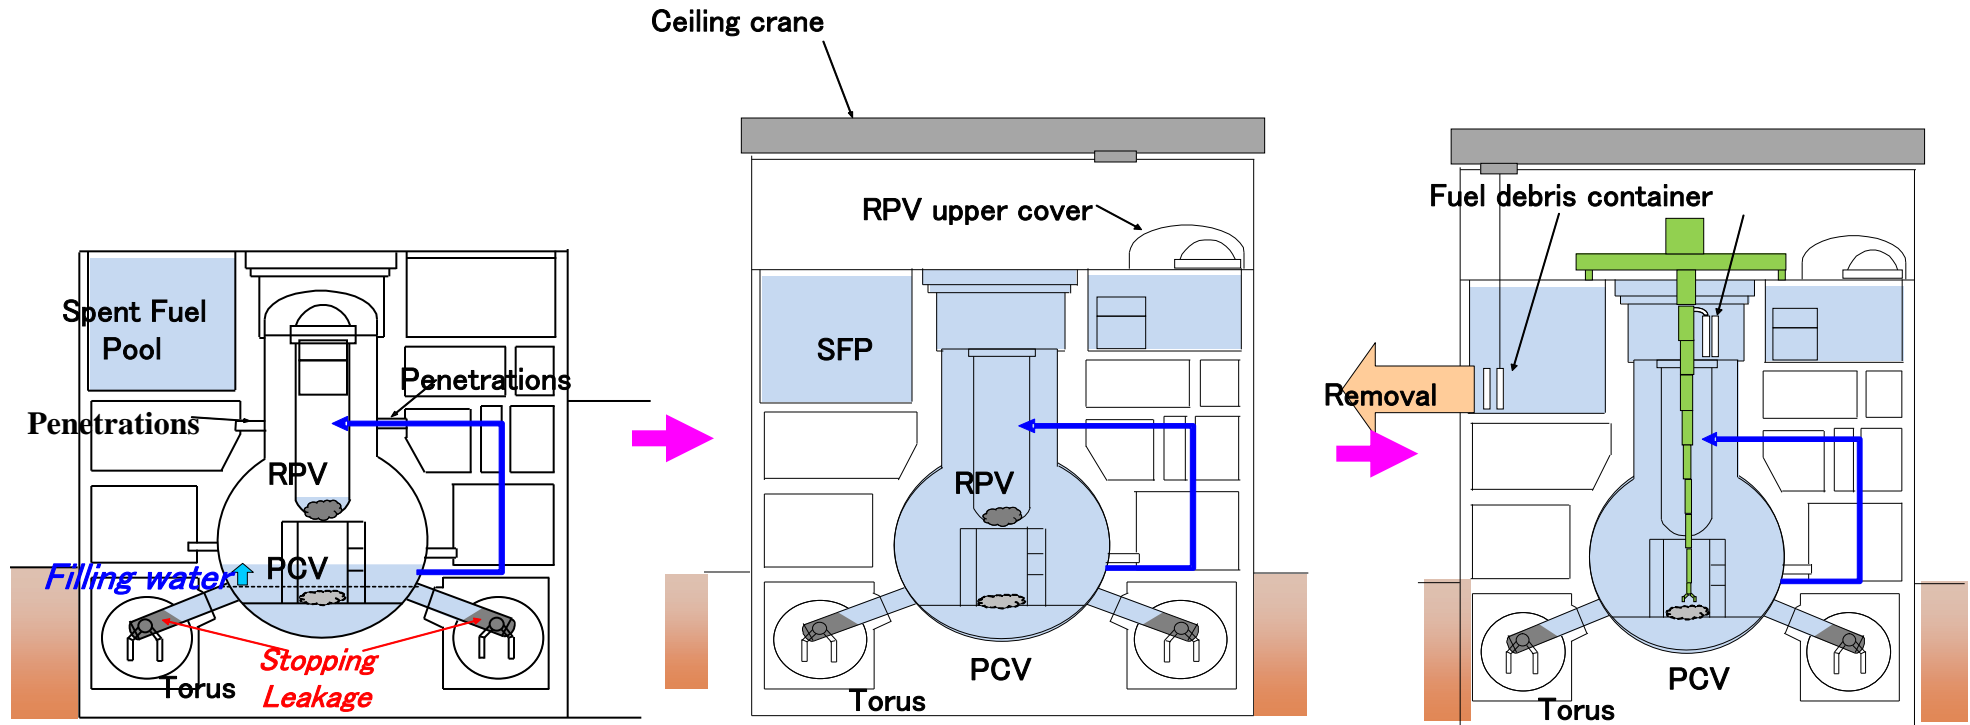 Ceiling crane
RPV upper cover
Fuel debris container
Spent Fuel
Pool
SFP
Penetrations
Penetrations
Removal
RPV
RPV
PCV
Filling water
Stopping
Leakage
Torus
PCV
Torus
PCV
Torus